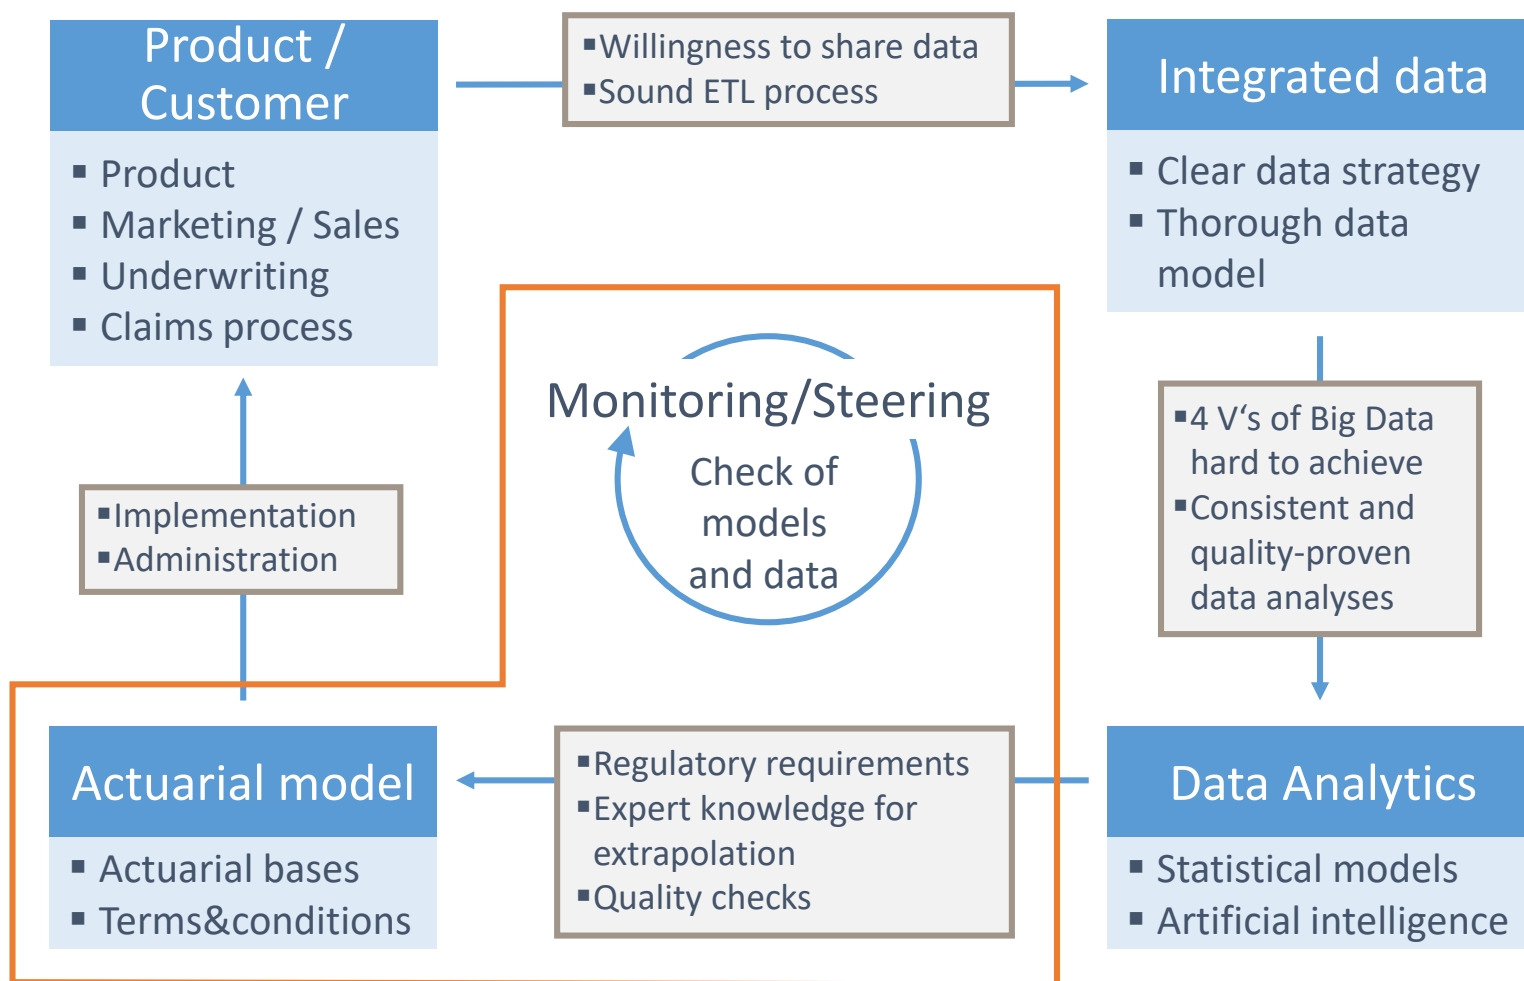 Product /
Customer
▪ Product
▪ Marketing / Sales
▪ Underwriting
▪ Claims process
▪Willingness to share data
▪Sound ETL process
Integrated data
▪ Clear data strategy
▪ Thorough data
model
Monitoring/Steering
Check of
models
and data
▪4 V‘s of Big Data
hard to achieve
▪Consistent and
quality-proven
data analyses
▪Implementation
▪Administration
Actuarial model
▪ Actuarial bases
▪ Terms&conditions
▪Regulatory requirements
▪Expert knowledge for
extrapolation
▪Quality checks
Data Analytics
▪ Statistical models
▪ Artificial intelligence